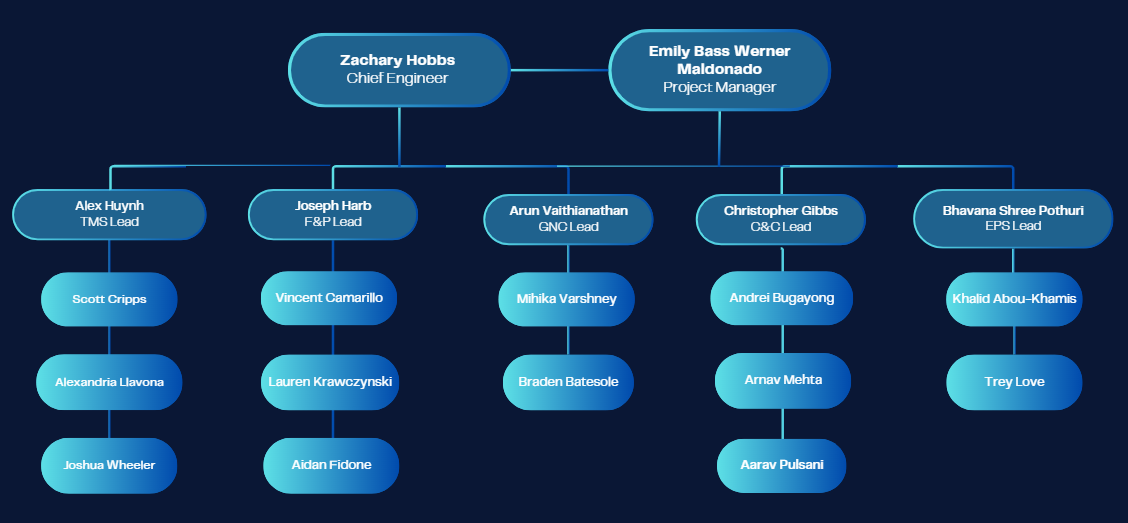 Zachary Hobbs
Chief Engineer
Emily Bass Werner
Maldonado
Project Manager
Alex Huynh
TMS Lead
Joseph Harb
F&P Lead
Arun Vaithianathan
GNC Lead
Christopher Gibbs
C&C Lead
Bhavana Shree Pothuri
EPS Lead
Scott Cripps
Vincent Camarillo
Mihika Varshney
Andrei Bugayong
Khalid Abou-Khamis
Alexandria Llavona
Lauren Krawczynski
Braden Batesole
Arnav Mehta
Trey Love
Joshua Wheeler
Aidan Fidone
Aarav Pulsani